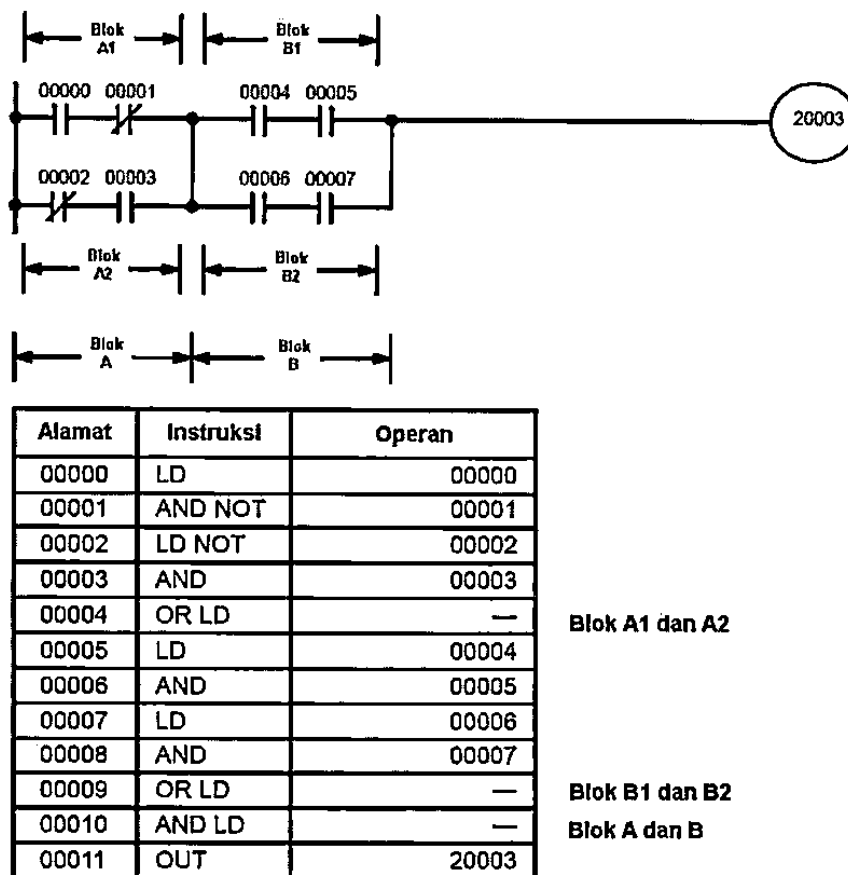 Blok A1 Blok B1
00000 00001 00004 00005
20003
00002 00003 00006 00007
Blok A2 Blok B2
Blok A Blok B
Alamat Instruksi Operan
00000 LD 00000
00001 AND NOT 00001
00002 LD NOT 00002
00003 AND 00003
00004 OR LD — Blok A1 dan A2
00005 LD 00004
00006 AND 00005
00007 LD 00006
00008 AND 00007
00009 OR LD — Blok B1 dan B2
00010 AND LD — Blok A dan B
00011 OUT 20003